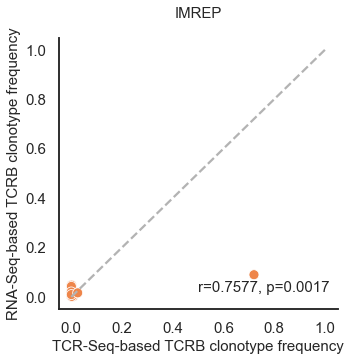 IMREP
RNA-Seq-based TCRB clonotype frequency
1.0
0.8
0.6
0.4
0.2
0.0
r=0.7577, p=0.0017
0.0 0.2 0.4 0.6 0.8 1.0
TCR-Seq-based TCRB clonotype frequency